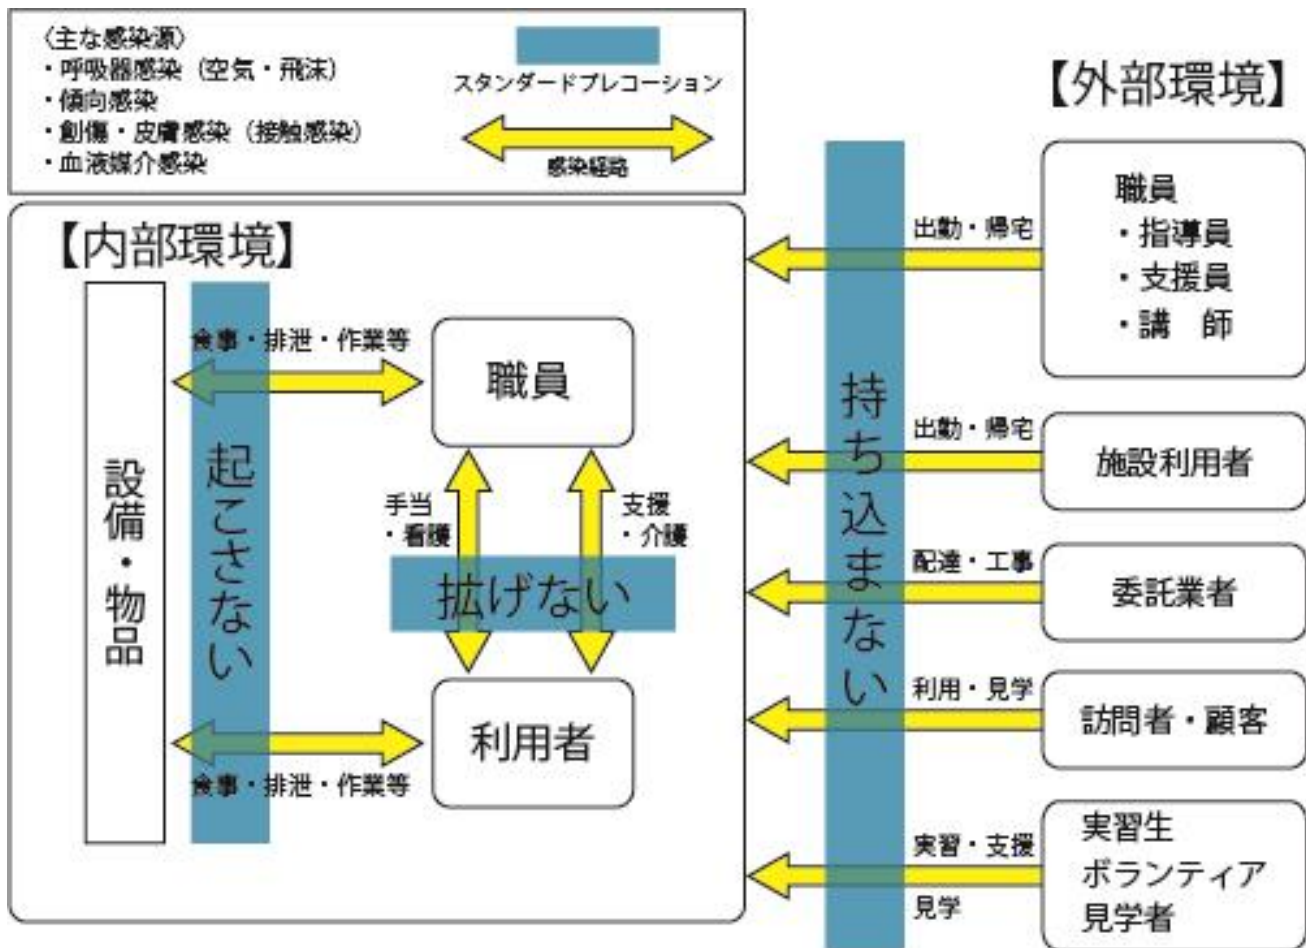 〈主な感染源〉
・呼吸器感染（空気・飛沫）
・傾向感染
・創傷・皮膚感染（接触感染）
・血液媒介感染
スタンダードプレコーション
感染経路
【外部環境】
【内部環境】
設備・物品
起こさない
食事・排泄・作業等
職員
手当
・看護
支援
・介護
拡げない
利用者
食事・排泄・作業等
持ち込まない
出勤・帰宅
職員
・指導員
・支援員
・講　師
出勤・帰宅
施設利用者
配達・工事
委託業者
利用・見学
訪問者・顧客
実習・支援
見学
実習生
ボランティア
見学者